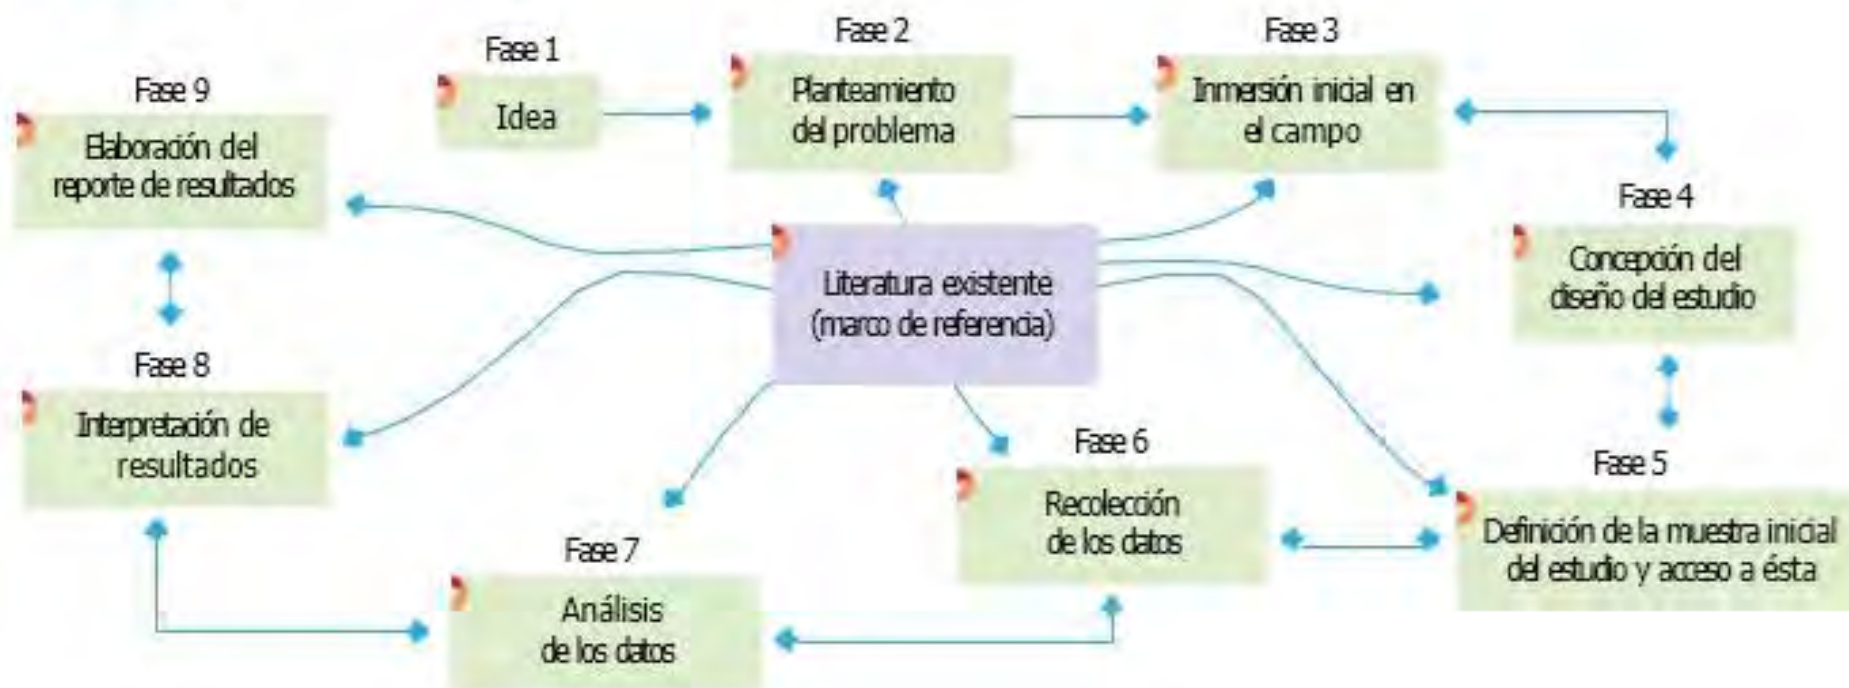 Fase 1
Idea
Fase 2
Planteamiento
del problema
Fase 3
Inmersión inicial en
el campo
Fase 4
Concepción del
diseño del estudio
Fase 5
Definición de la muestra inicial
del estudio y acceso a ésta
Fase 6
Recolección
de los datos
Fase 7
Análisis
de los datos
Fase 8
Interpretación de
resultados
Fase 9
Elaboración del
reporte de resultados
Literatura existente
(marco de referencia)